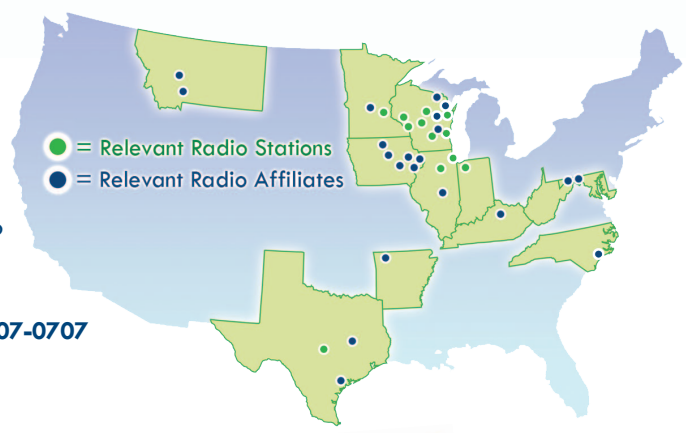 = Relevant Radio Stations
= Relevant Radio Affiliates
07-0707